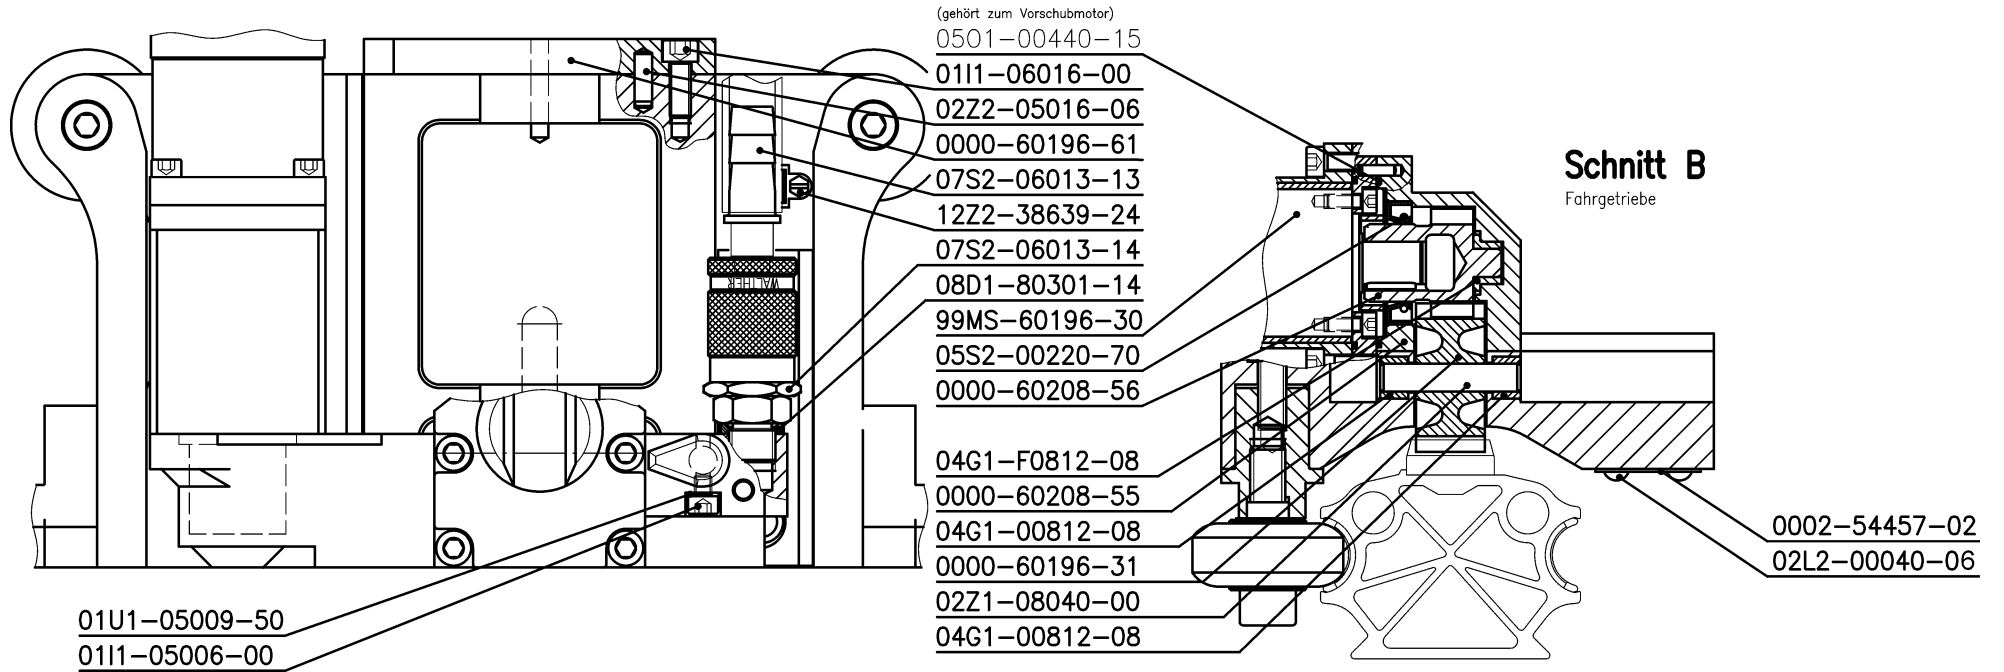 (gehört zum Vorschubmotor)
05O1-00440-15
01I1-06016-00
02Z2-05016-06
0000-60196-61
07S2-06013-13
12Z2-38639-24
07S2-06013-14
08D1-80301-14
99MS-60196-30
05S2-00220-70
0000-60208-56
04G1-F0812-08
0000-60208-55
04G1-00812-08
0000-60196-31
02Z1-08040-00
04G1-00812-08
WALTHER
01U1-05009-50
01I1-05006-00
Schnitt B
Fahrgetriebe
0002-54457-02
02L2-00040-06